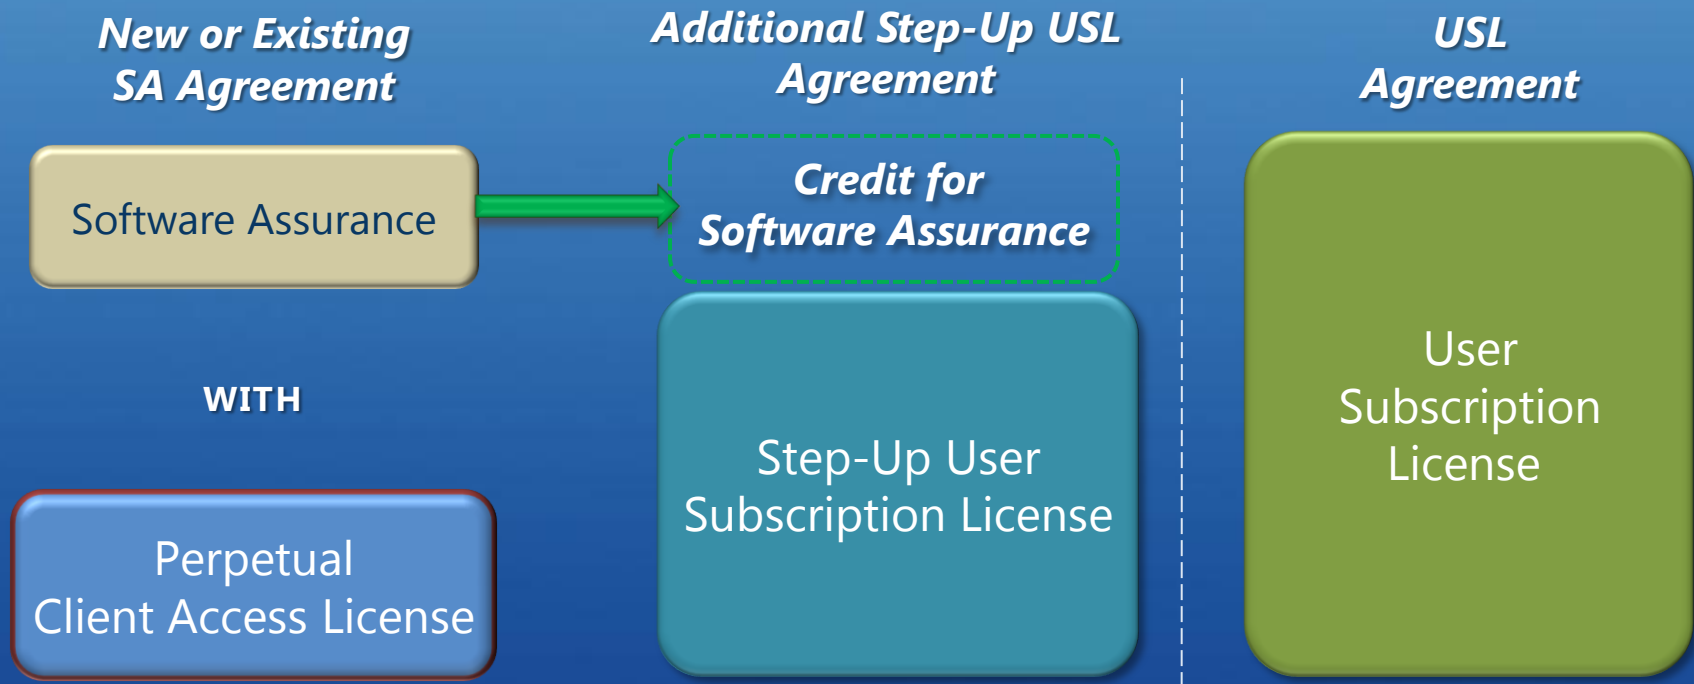 New or Existing
SA Agreement
Software Assurance
WITH
Perpetual
Client Access License
Additional Step-Up USL
Agreement
Credit for
Software Assurance
Step-Up User
Subscription License
USL
Agreement
User
Subscription
License